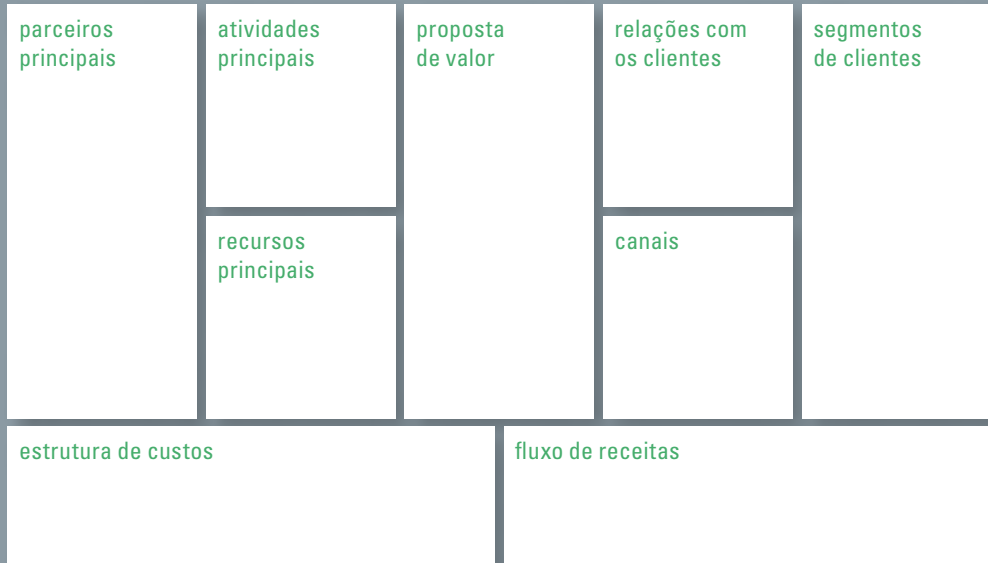 parceiros
principais
atividades
principais
recursos
principais
proposta
de valor
relações com
os clientes
canais
segmentos
de clientes
estrutura de custos
fluxo de receitas